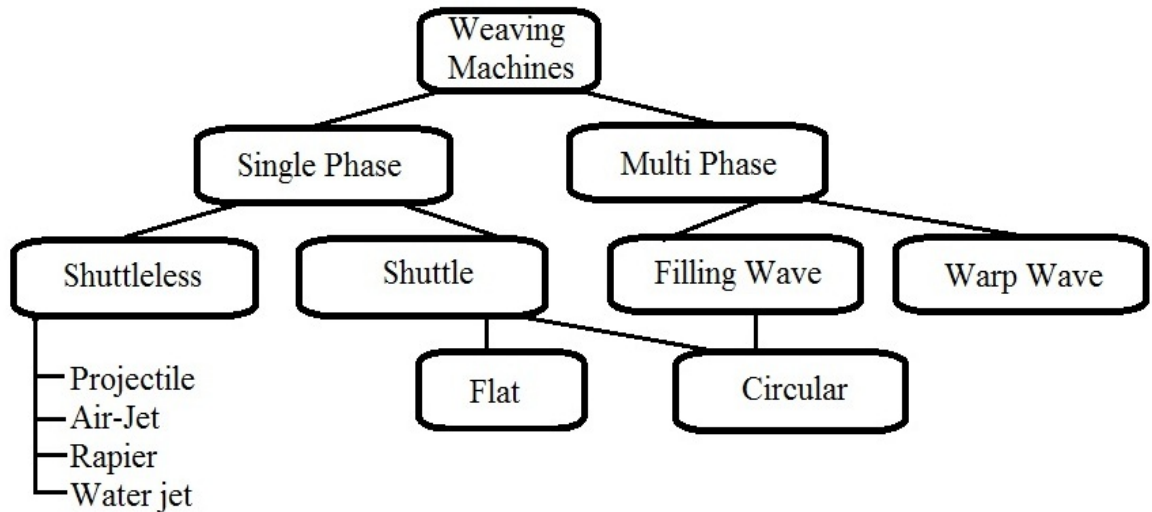 Weaving
Machines
Single Phase
Multi Phase
Shuttleless
Shuttle
Filling Wave
Warp Wave
Flat
Circular
Projectile
Air-Jet
Rapier
Water jet